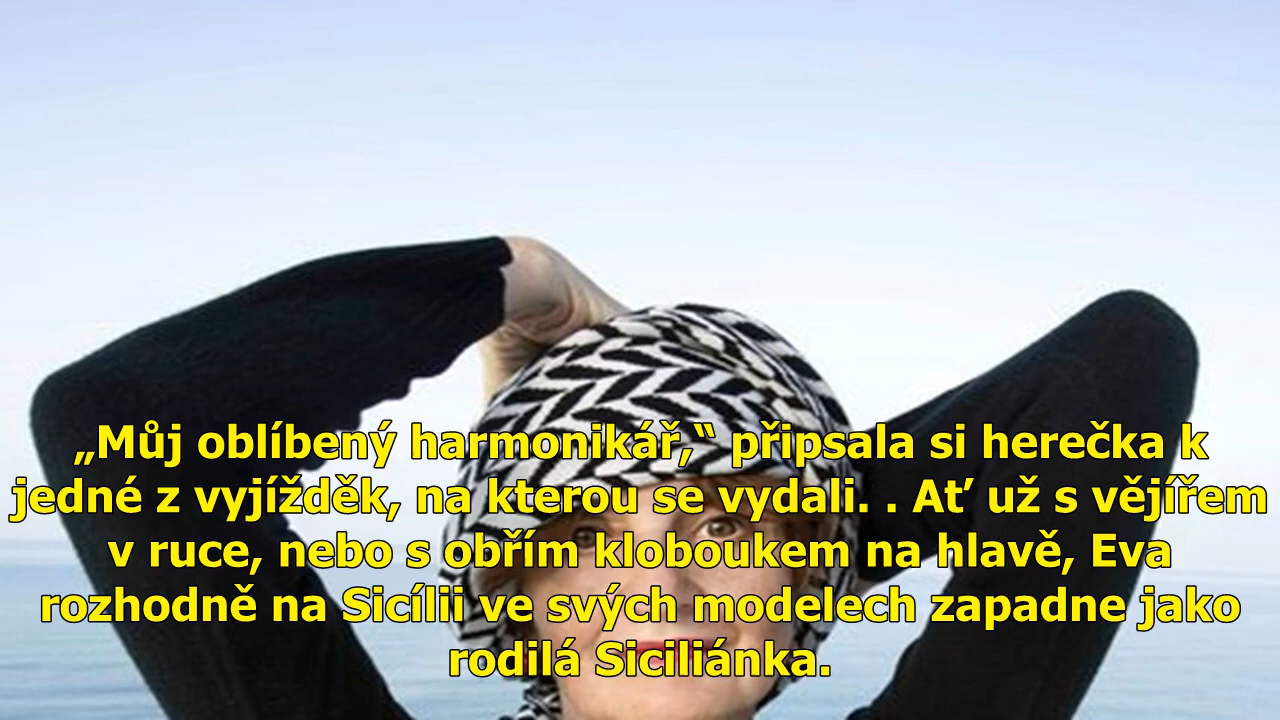 „Můj oblíbený harmonikář,“ připsala si herečka k
jedné z vyjížděk, na kterou se vydali. . Ať už s vějířem
v ruce, nebo s obřím kloboukem na hlavě, Eva
rozhodně na Sicílii ve svých modelech zapadne jako
rodilá Siciliánka.